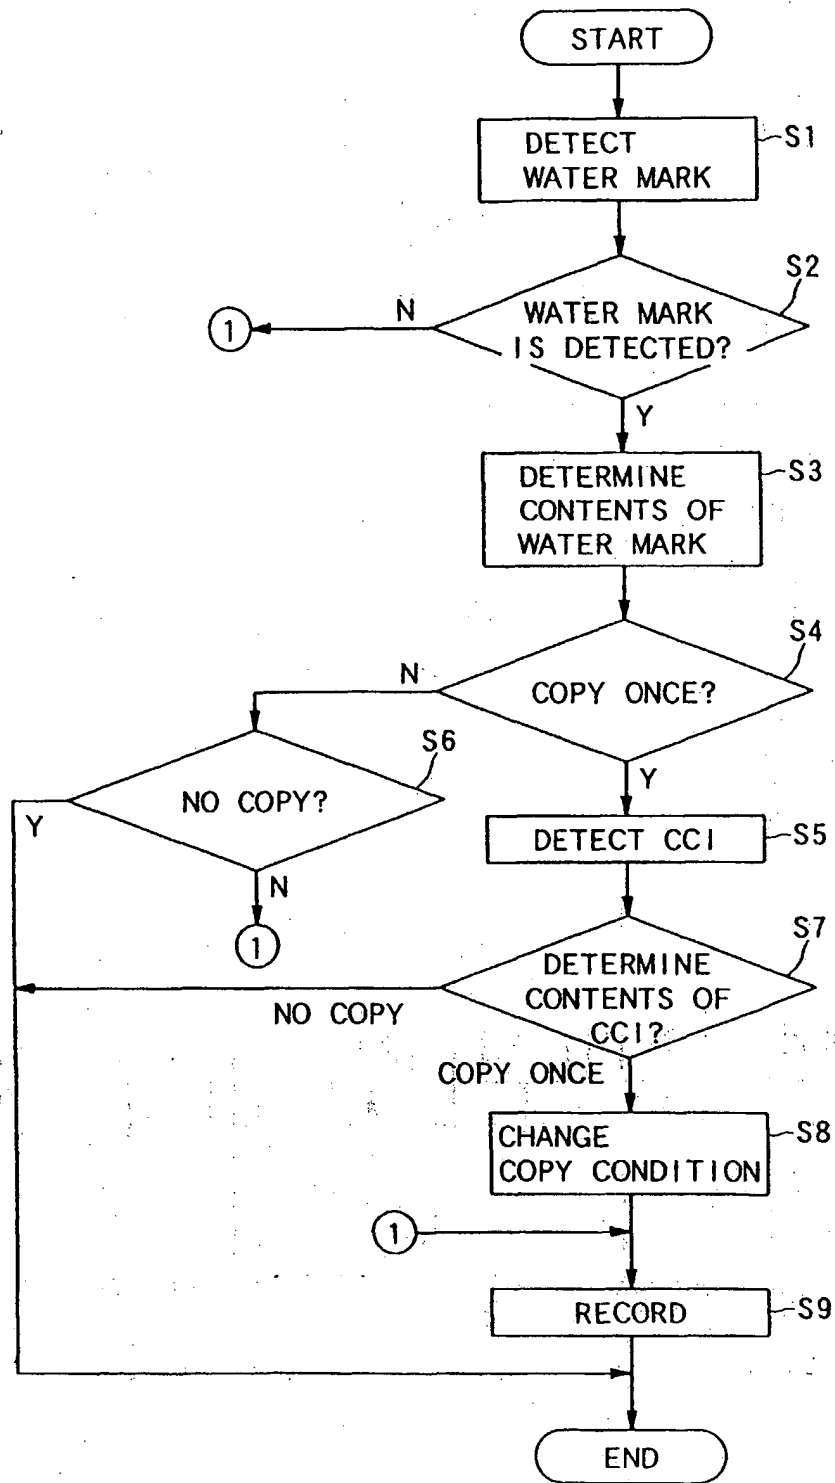 START
DETECT
WATER MARK
S1
S2
N
1
WATER MARK
IS DETECTED?
Y
DETERMINE
CONTENTS OF
WATER MARK
S3
S4
N
COPY ONCE?
S6
NO COPY?
Y
Y
DETECT CCI
S5
N
1
S7
DETERMINE
CONTENTS OF
CCI?
NO COPY
COPY ONCE
CHANGE
COPY CONDITION
S8
1
RECORD
S9
END